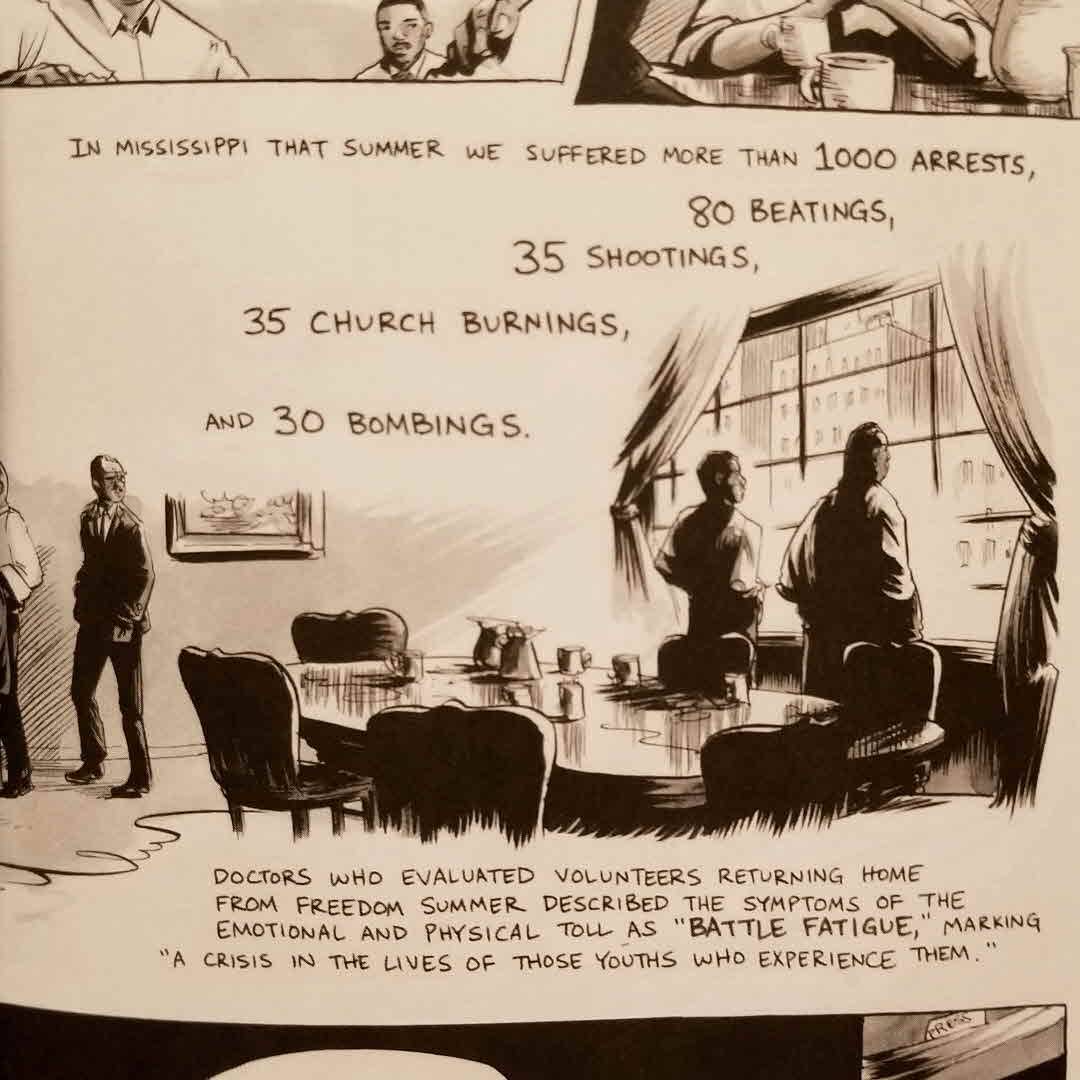 IN MISSISSIPPI THAT SUMMER WE SUFFERED MORE THAN 1000 ARRESTS,
80 BEATINGS,
35 SHOOTINGS,
35 CHURCH BURNINGS,
AND 30 BOMBINGS.
DOCTORS WHO EVALUATED VOLUNTEERS RETURNING HOME
FROM FREEDOM SUMMER DESCRIBED THE SYMPTOMS OF THE
EMOTIONAL AND PHYSICAL TOLL AS "BATTLE FATIGUE," MARKING
"A CRISIS IN THE LIVES OF THOSE YOUTHS WHO EXPERIENCE THEM."
PRESS